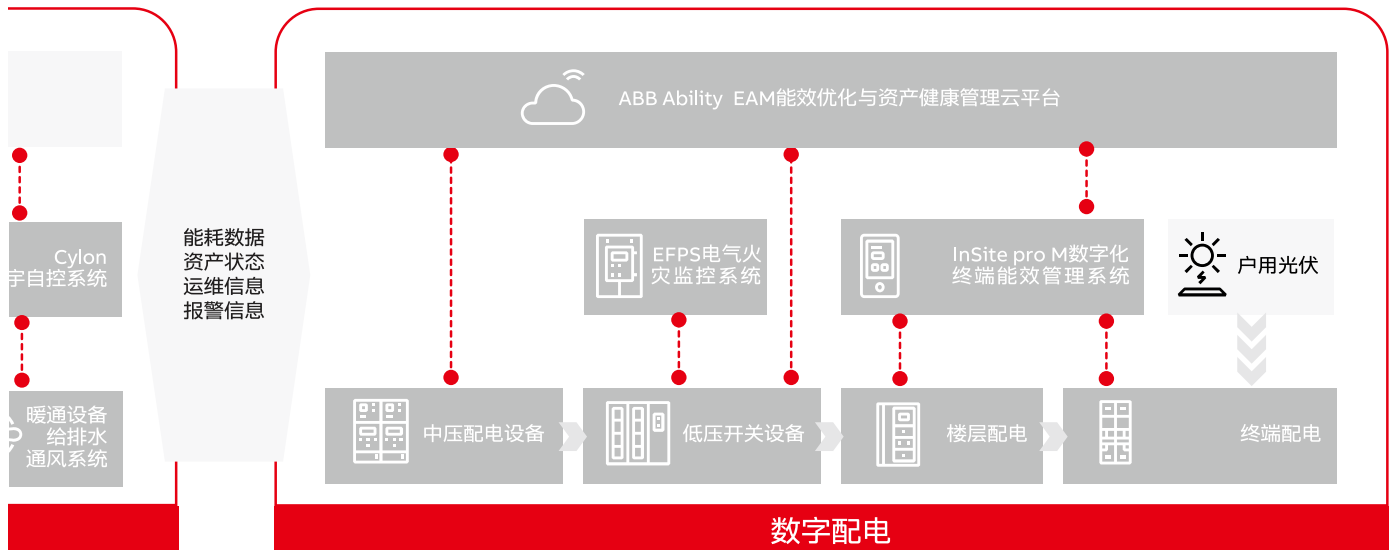 ABB Ability EAM能效优化与资产健康管理云平台
Cylon
宇自控系统
能耗数据
资产状态
运维信息
报警信息
EFPS电气火
灾监控系统
InSite pro M数字化
终端能效管理系统
户用光伏
暖通设备
给排水
通风系统
中压配电设备
低压开关设备
楼层配电
终端配电
数字配电